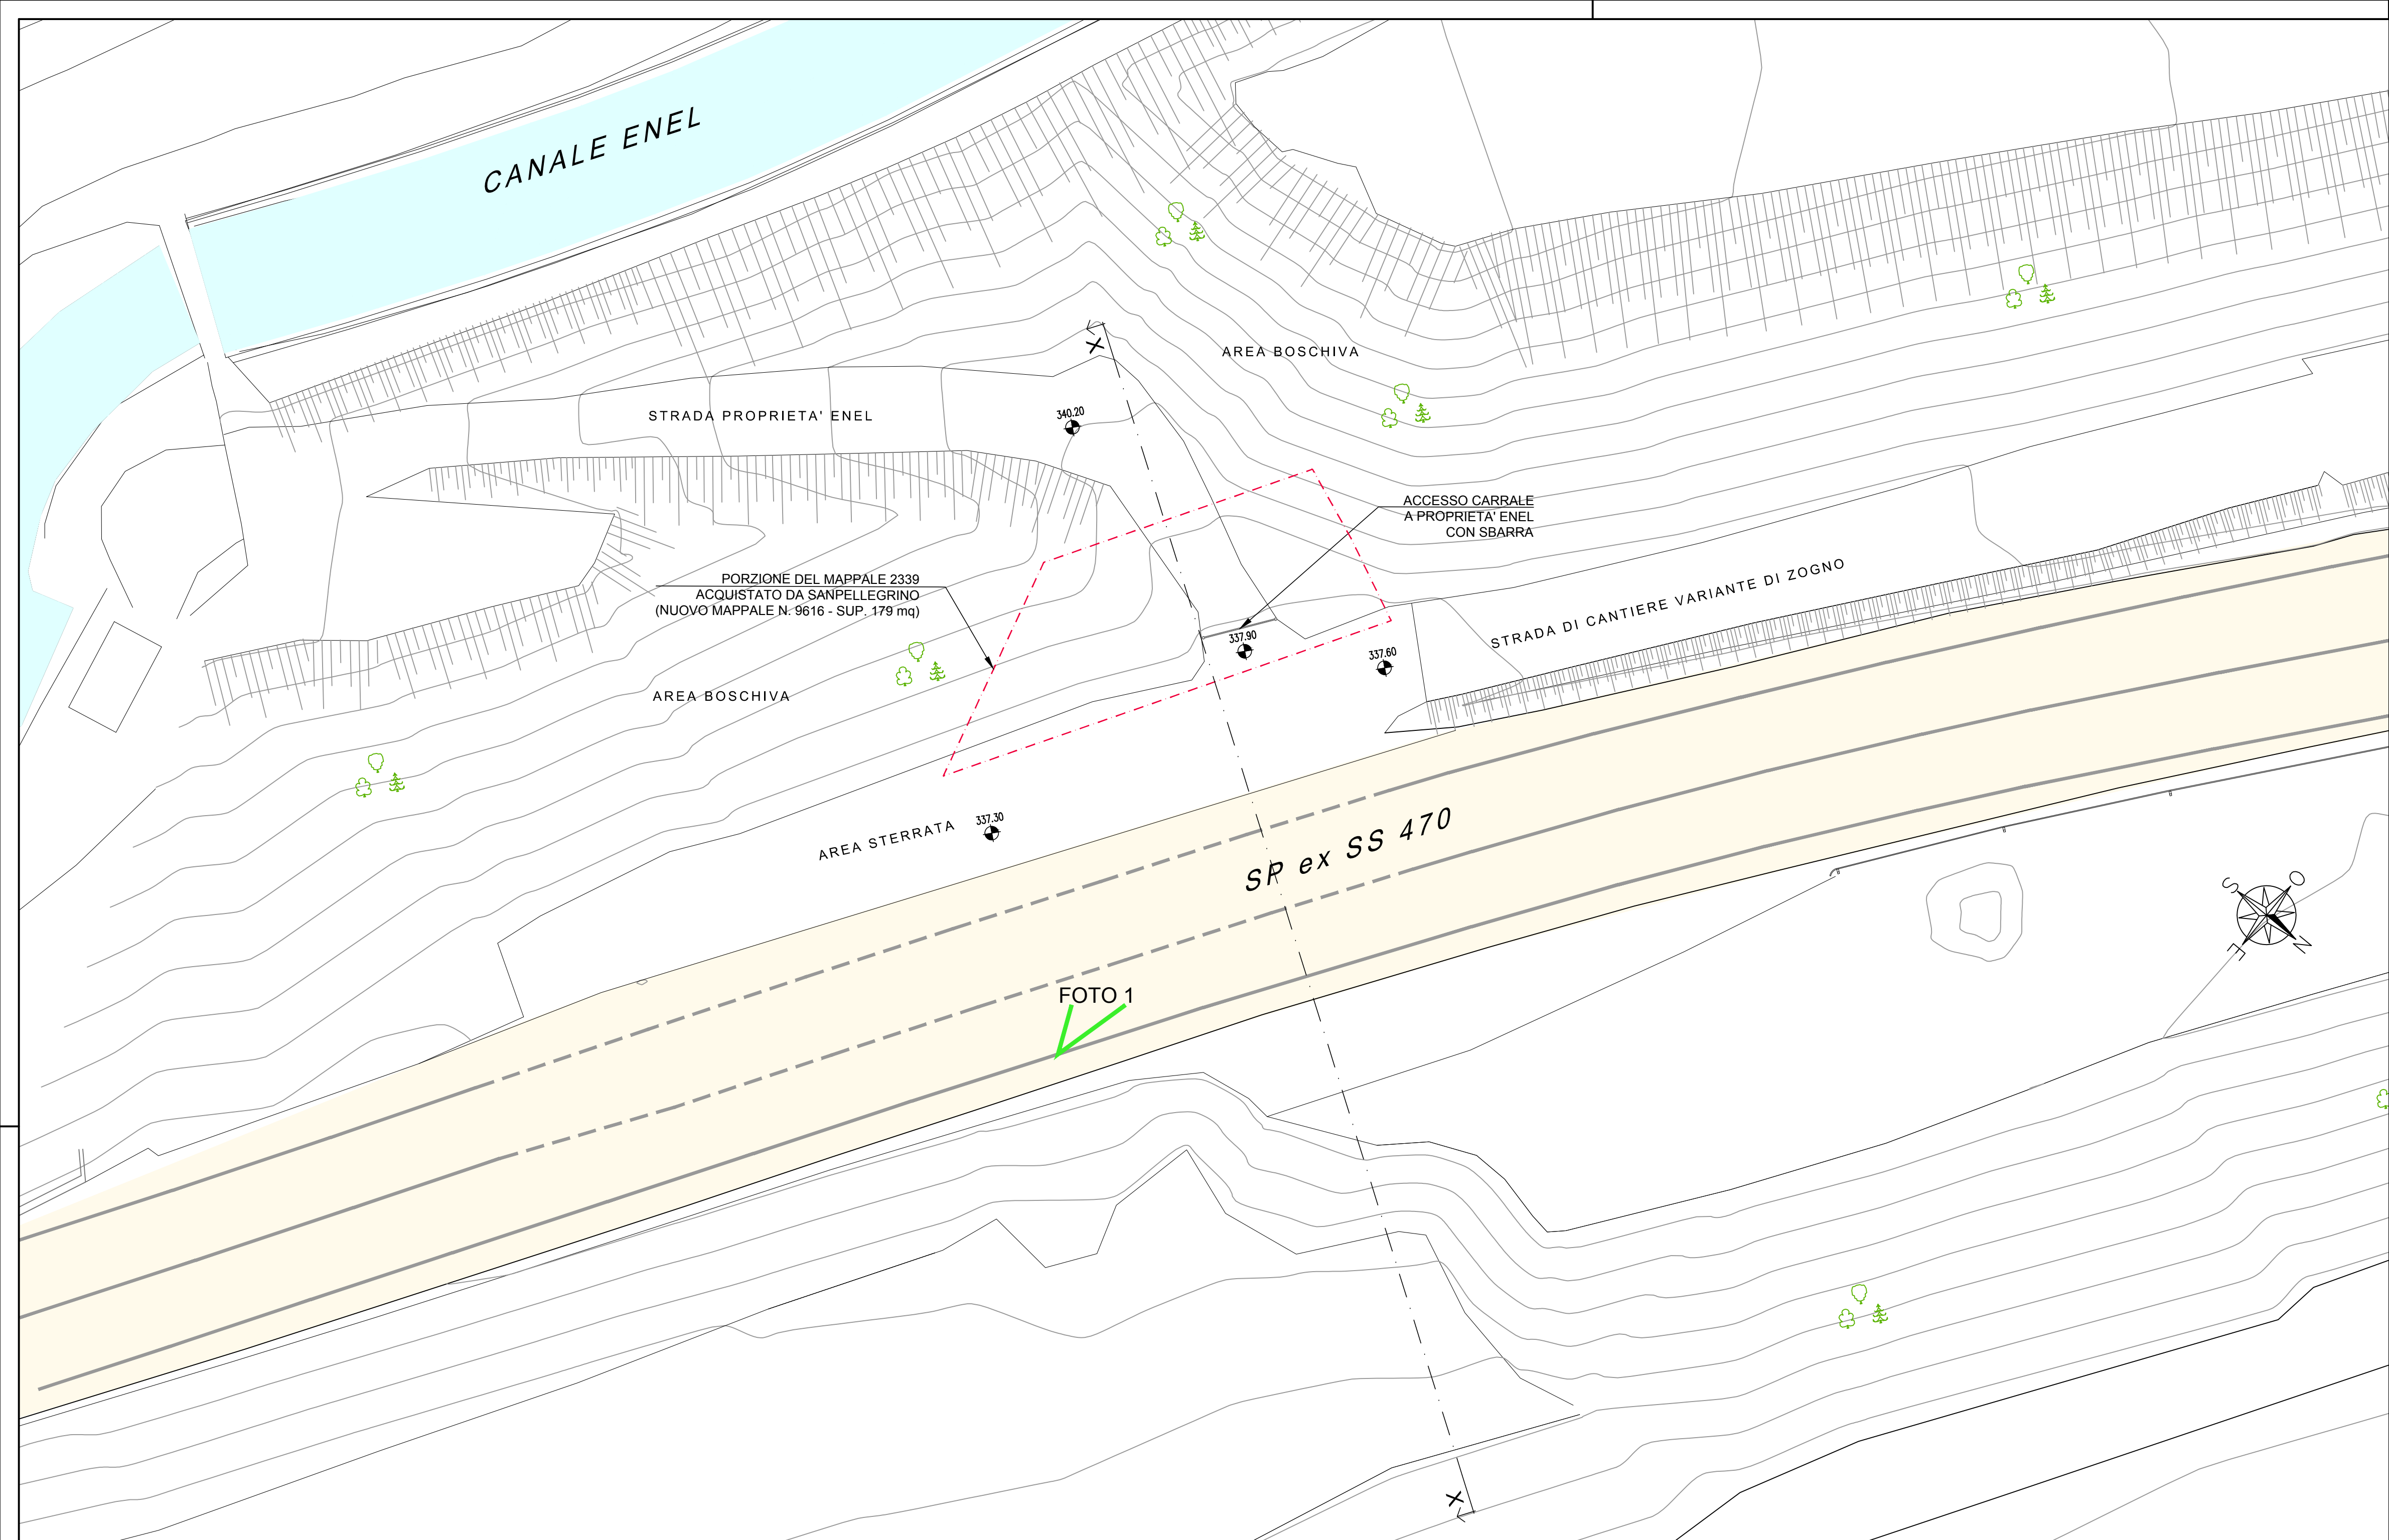 CANALE ENEL
X
AREA BOSCHIVA
STRADA PROPRIETA' ENEL
340.20
ACCESSO CARRALE
A PROPRIETA' ENEL
CON SBARRA
PORZIONE DEL MAPPALE 2339
ACQUISTATO DA SANPELLEGRINO
(NUOVO MAPPALE N. 9616 - SUP. 179 mq)
STRADA DI CANTIERE VARIANTE DI ZOGNO
337.90
337.60
AREA BOSCHIVA
337.30
AREA STERRATA
SP ex SS 470
S
O
E
N
FOTO 1
X